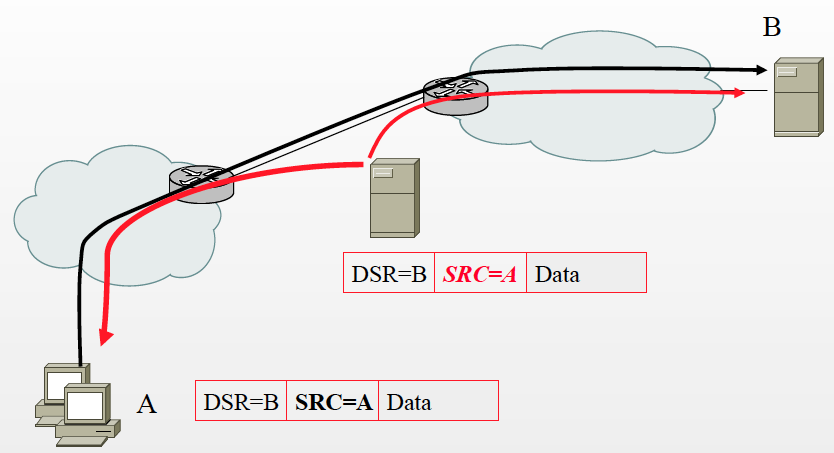 B
DSR=B SRC=A Data
A
DSR=B SRC=A Data